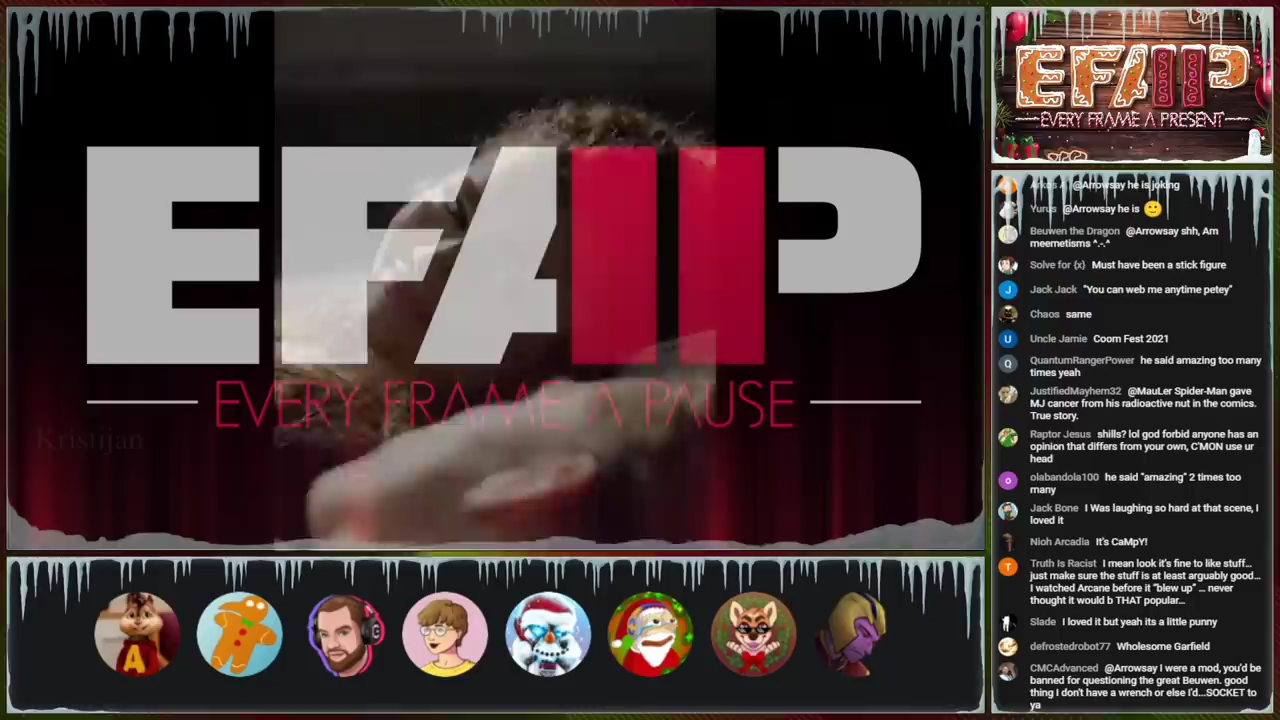 EFAP
EVERY FRAME A PAUSE
Kristijan
EFAP
EVERY FRAME A PRESENT
@Arrowsay he is joking
Yurus @Arrowsay he is
Beuwen the Dragon @Arrowsay shh, Am
meemetisms ^.-.^
Solve for {x} Must have been a stick figure
J Jack Jack "You can web me anytime petey"
Chaos same
U Uncle Jamie Coom Fest 2021
Q QuantumRangerPower he said amazing too many
times yeah
JustifiedMayhem32 @MauLer Spider-Man gave
MJ cancer from his radioactive nut in the comics.
True story.
Raptor Jesus shills? lol god forbid anyone has an
opinion that differs from your own, C'MON use ur
head
o olabandola100 he said "amazing" 2 times too
many
Jack Bone I Was laughing so hard at that scene, I
loved it
Nioh Arcadia It's CaMpY!
T Truth Is Racist I mean look it's fine to like stuff...
just make sure the stuff is at least arguably good...
I watched Arcane before it "blew up" ... never
thought it would b THAT popular...
Slade I loved it but yeah its a little punny
defrostedrobot77 Wholesome Garfield
CMCAdvanced @Arrowsay I were a mod, you'd be
banned for questioning the great Beuwen. good
thing I don't have a wrench or else I'd...SOCKET to
ya
A